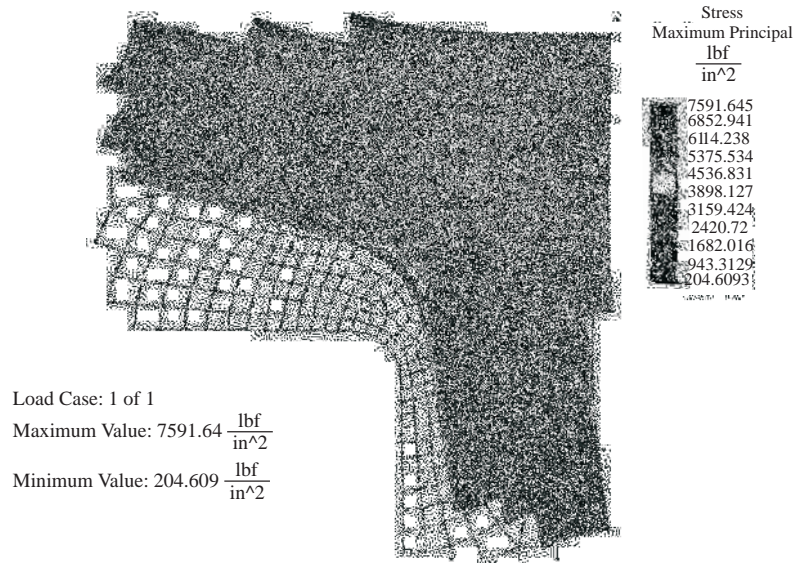 Stress
Maximum Principal
lbf
in^2
7591.645
6852.941
6114.238
5375.534
4536.831
3898.127
3159.424
2420.72
1682.016
943.3129
204.6093
Load Case: 1 of 1
Maximum Value: 7591.64 lbf
in^2
Minimum Value: 204.609 lbf
in^2